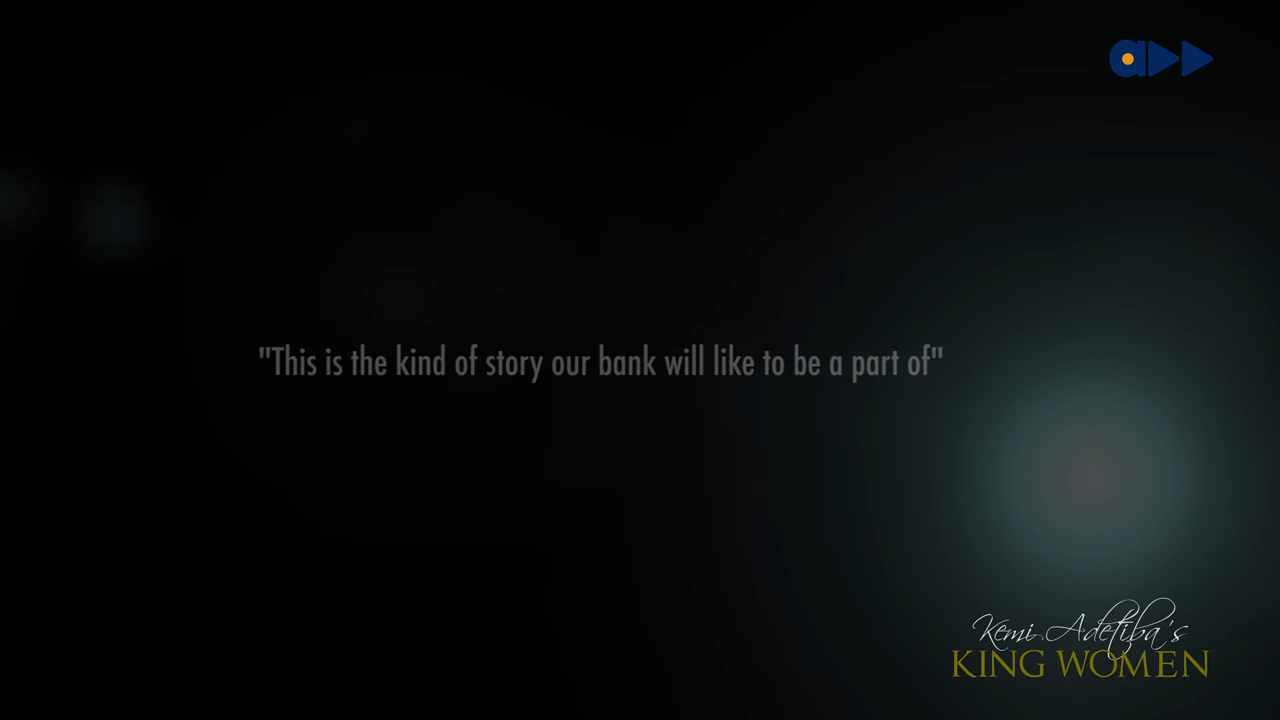 "This is the kind of story our bank will like to be a part of"
Kemi Adetiba's
KING WOMEN